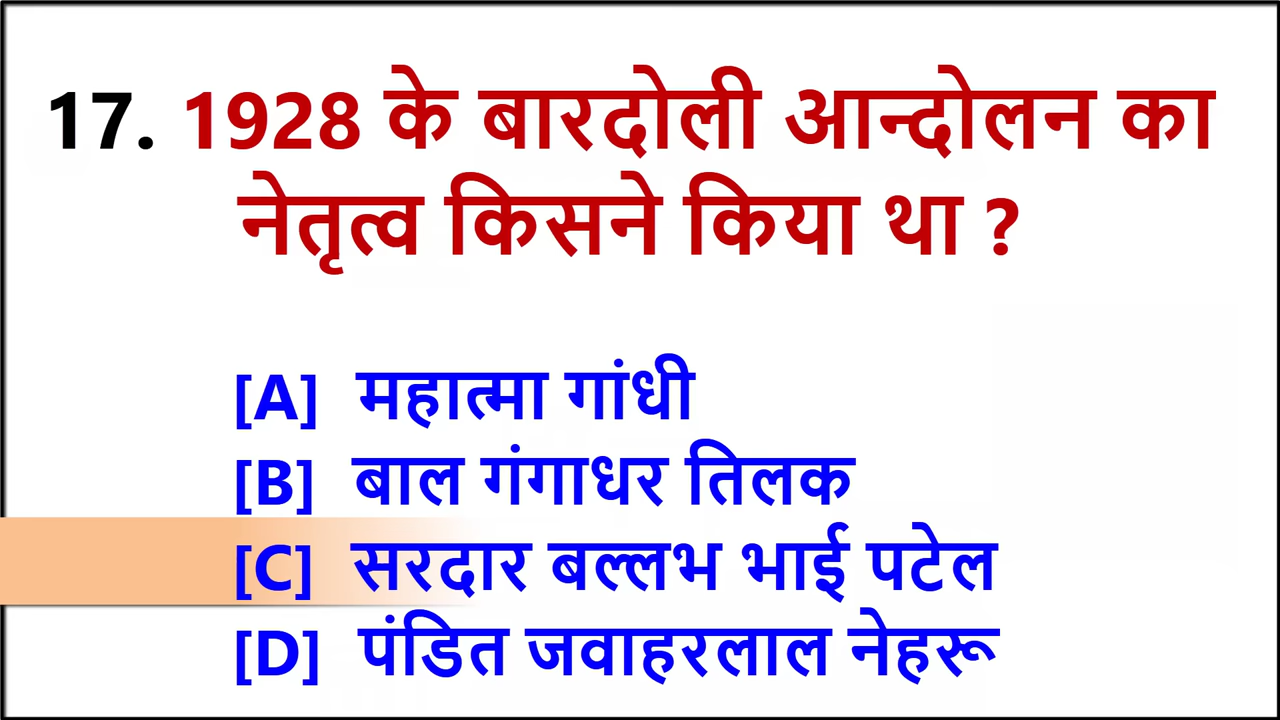 17. 1928 के बारदोली आन्दोलन का
नेतृत्व किसने किया था ?
[A] महात्मा गांधी
[B] बाल गंगाधर तिलक
[C] सरदार बल्लभ भाई पटेल
[D] पंडित जवाहरलाल नेहरू